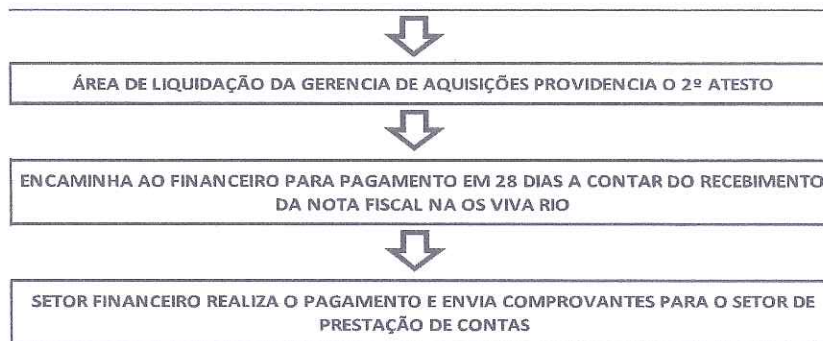 ÁREA DE LIQUIDAÇÃO DA GERENCIA DE AQUISIÇÕES PROVIDENCIA O 2º ATESTO
ENCAMINHA AO FINANCEIRO PARA PAGAMENTO EM 28 DIAS A CONTAR DO RECEBIMENTO
DA NOTA FISCAL NA OS VIVA RIO
SETOR FINANCEIRO REALIZA O PAGAMENTO E ENVIA COMPROVANTES PARA O SETOR DE
PRESTAÇÃO DE CONTAS